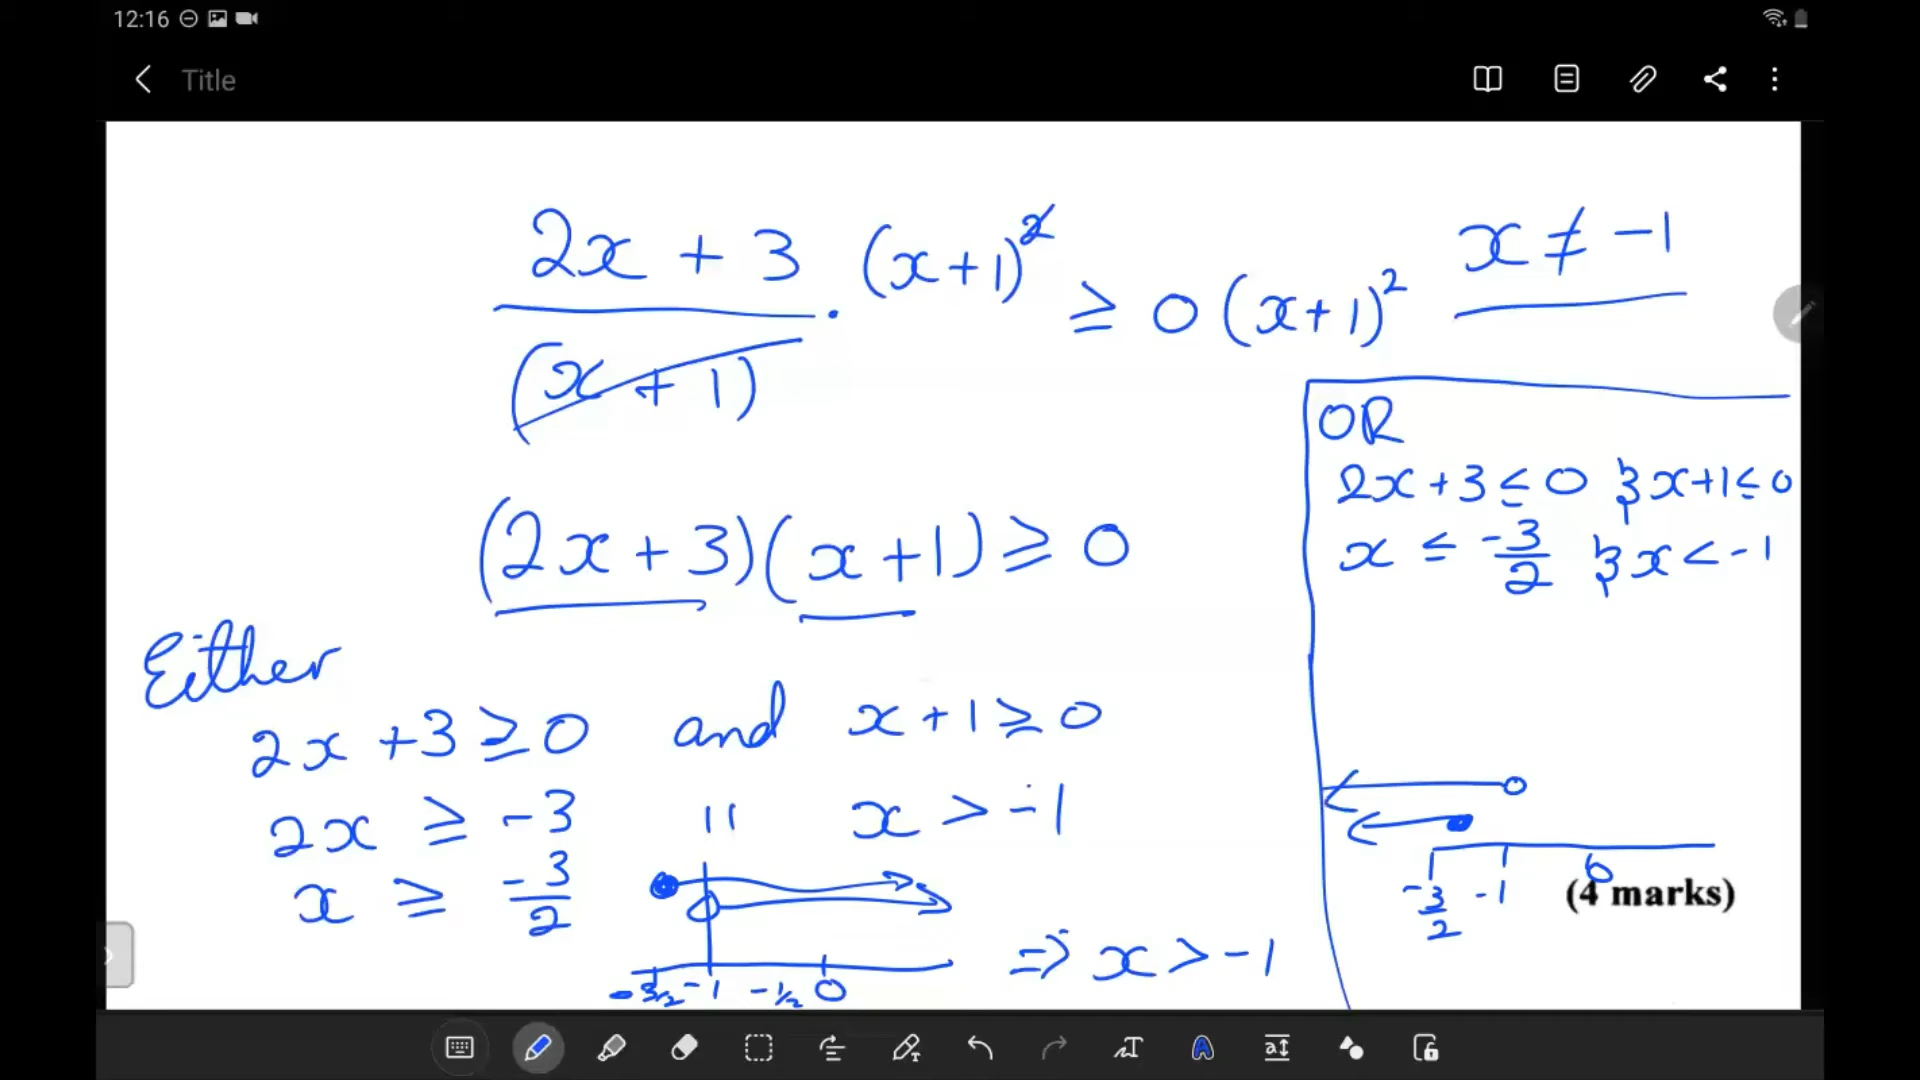 12:16
Title
2x + 3 / (x + 1) · (x+1)² ≥ 0 (x+1)²
x ≠ -1
(2x + 3)(x + 1) ≥ 0
Either
2x + 3 ≥ 0 and x + 1 ≥ 0
2x ≥ -3 " x > -1
x ≥ -3/2
-3/2 -1 -1/2 0
⇒ x > -1
OR
2x + 3 ≤ 0 & x+1 ≤ 0
x ≤ -3/2 & x < -1
-3/2 -1 0
(4 marks)